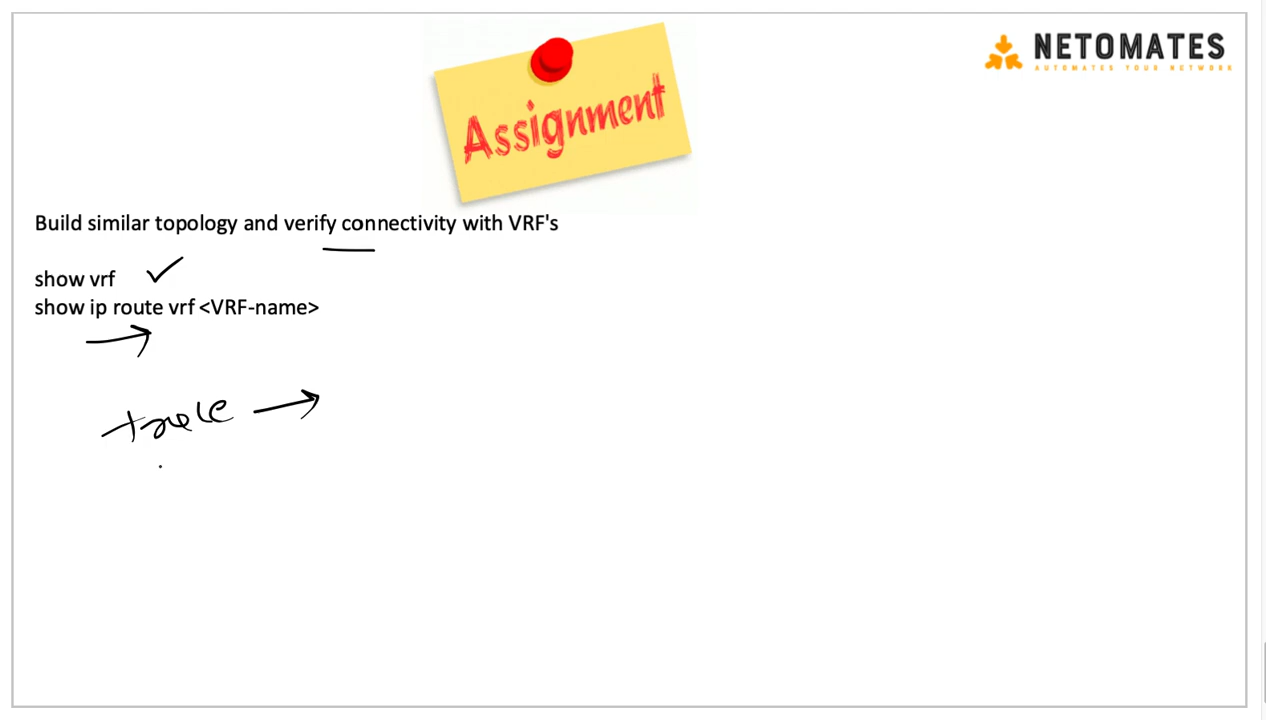 NETOMATES
AUTOMATES YOUR NETWORK
Assignment
Build similar topology and verify connectivity with VRF's
show vrf
show ip route vrf <VRF-name>